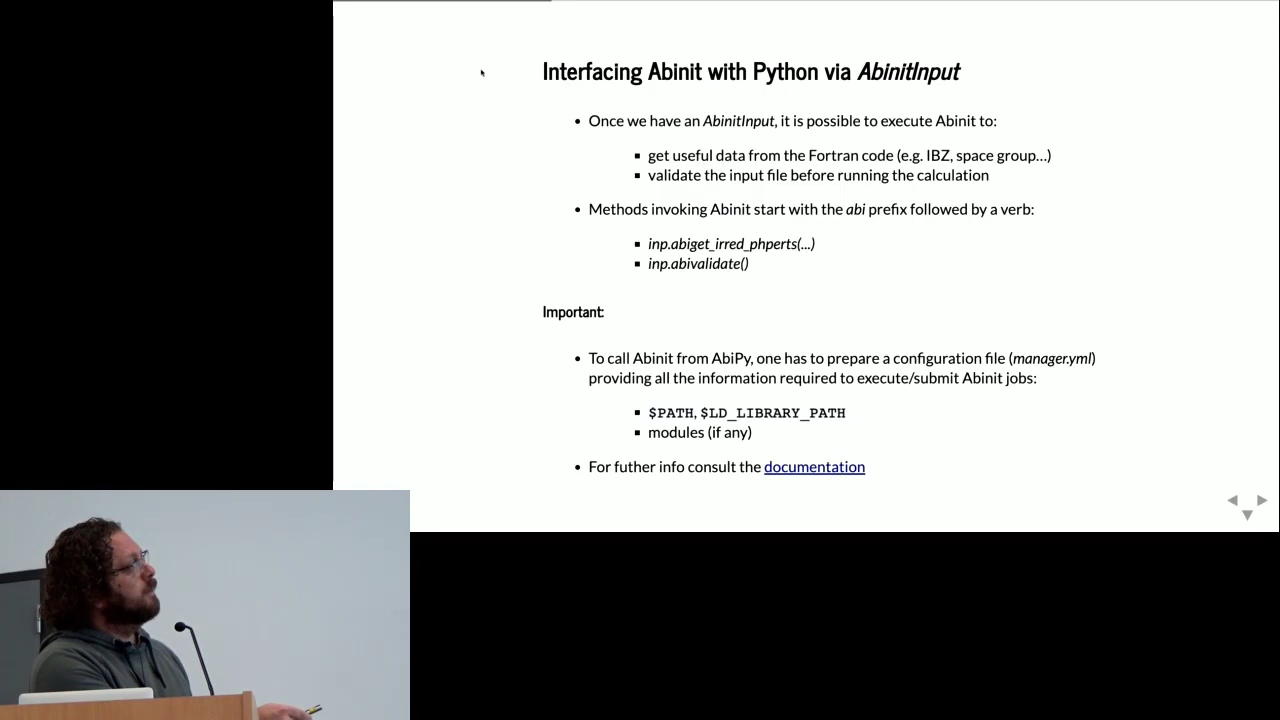 Interfacing Abinit with Python via AbinitInput
• Once we have an AbinitInput, it is possible to execute Abinit to:
▪ get useful data from the Fortran code (e.g. IBZ, space group...)
▪ validate the input file before running the calculation
• Methods invoking Abinit start with the abi prefix followed by a verb:
▪ inp.abiget_irred_phperts(...)
▪ inp.abivalidate()
Important:
• To call Abinit from AbiPy, one has to prepare a configuration file (manager.yml)
providing all the information required to execute/submit Abinit jobs:
▪ $PATH, $LD_LIBRARY_PATH
▪ modules (if any)
• For futher info consult the documentation